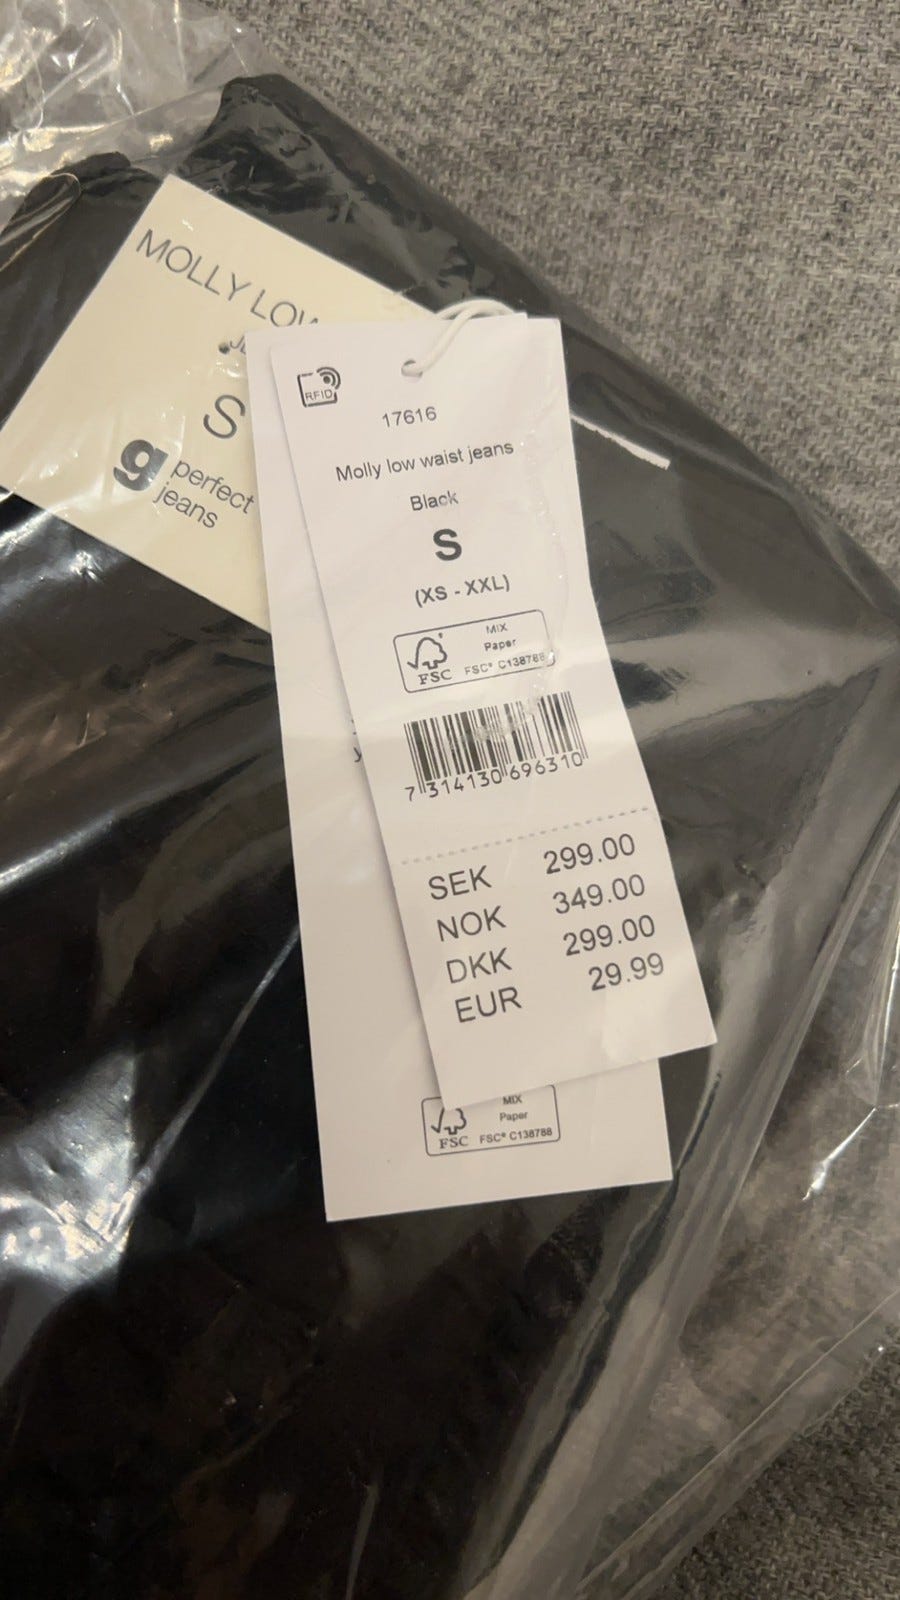 MOLLY LOW
S
g perfect
jeans
RFID
17616
Molly low waist jeans
Black
S
(XS - XXL)
MIX
Paper
FSC FSC® C138788
7 314130 696310
SEK 299.00
NOK 349.00
DKK 299.00
EUR 29.99
MIX
Paper
FSC FSC® C138788